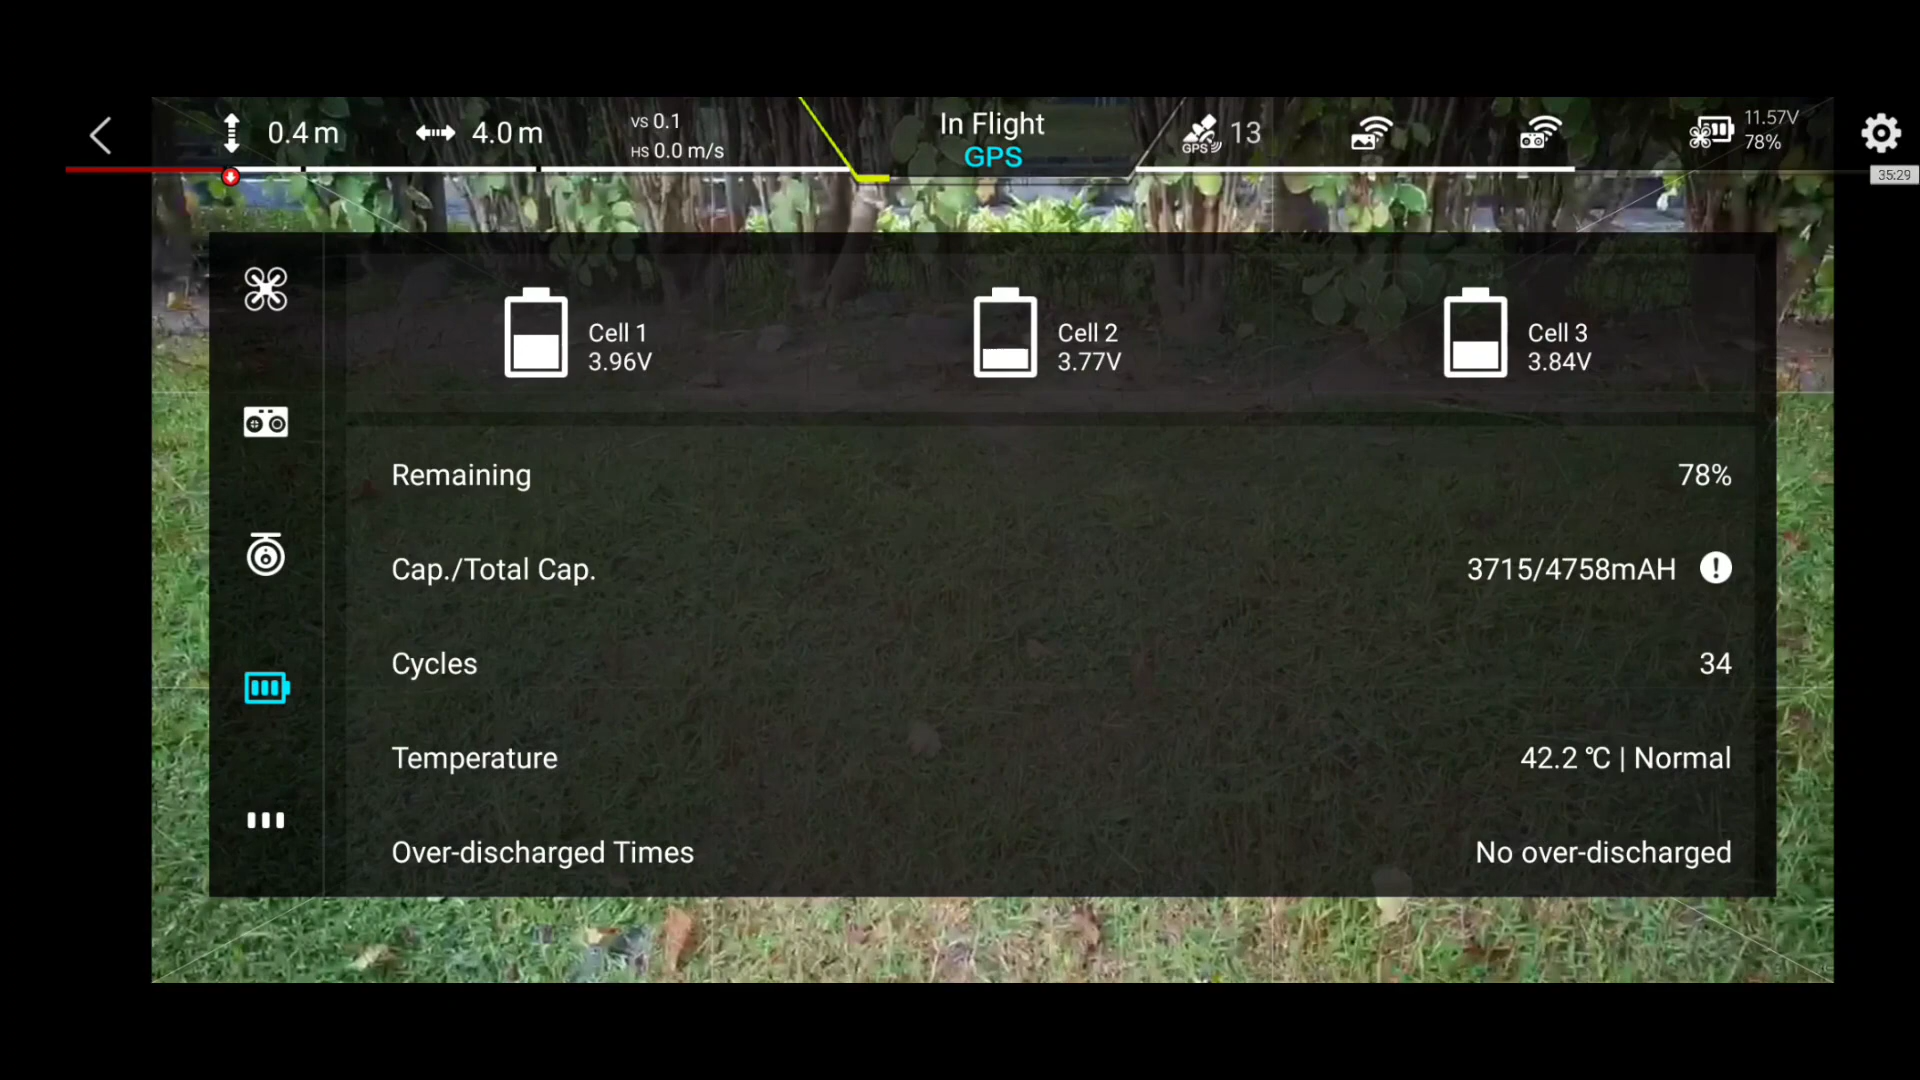 0.4 m
4.0 m
VS 0.1
HS 0.0 m/s
In Flight
GPS
GPS
13
11.57V
78%
35:29
Cell 1
3.96V
Cell 2
3.77V
Cell 3
3.84V
Remaining
78%
Cap./Total Cap.
3715/4758mAH
Cycles
34
Temperature
42.2 ℃ | Normal
Over-discharged Times
No over-discharged